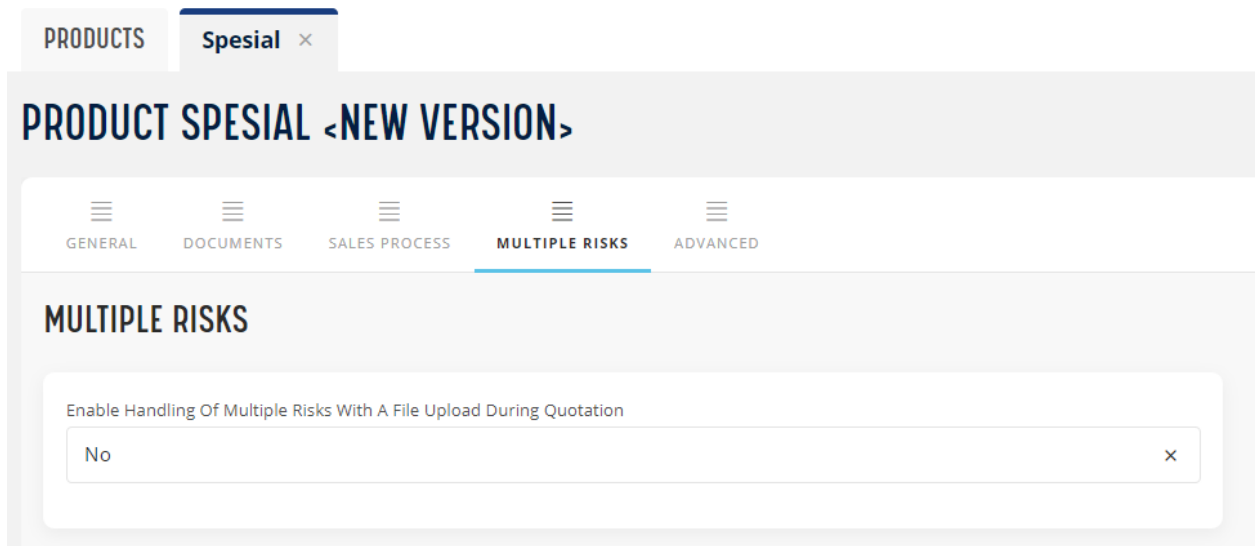 PRODUCTS Spesial ×
PRODUCT SPESIAL <NEW VERSION>
GENERAL DOCUMENTS SALES PROCESS MULTIPLE RISKS ADVANCED
MULTIPLE RISKS
Enable Handling Of Multiple Risks With A File Upload During Quotation
No ×